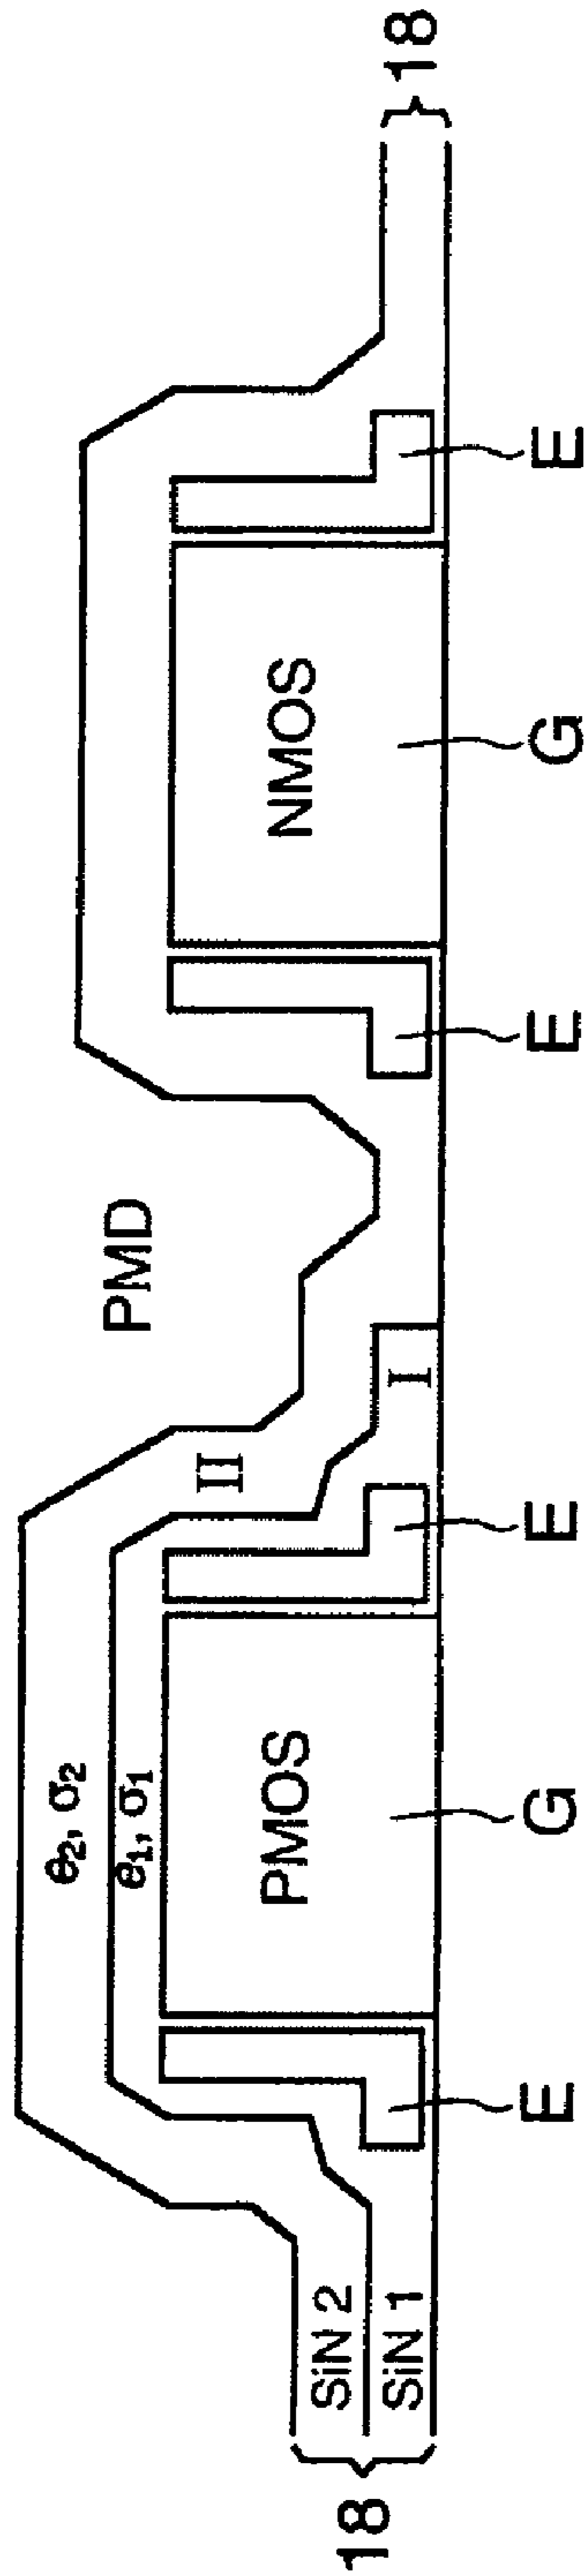 PMD
II
e₂, σ₂
e₁, σ₁
PMOS
NMOS
I
SiN 2
SiN 1
18
18
E
G
E
E
G
E